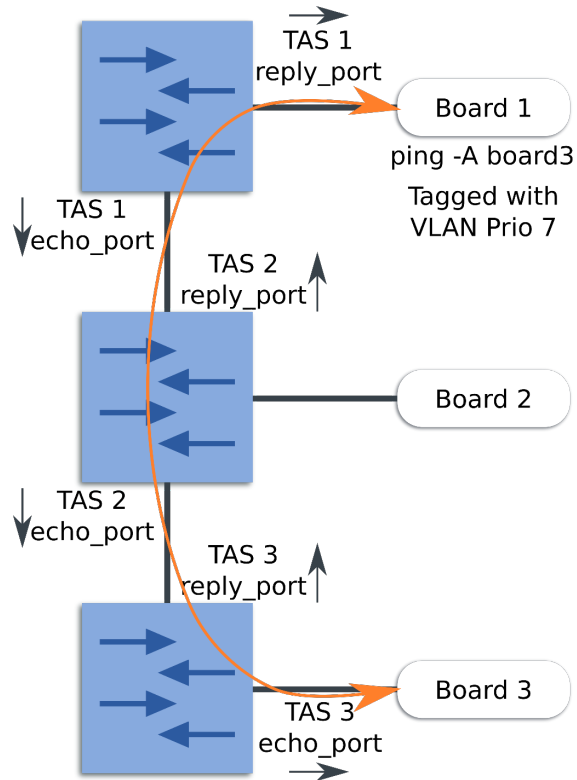 TAS 1
reply_port
Board 1
ping -A board3
Tagged with
VLAN Prio 7
TAS 1
echo_port
TAS 2
reply_port
Board 2
TAS 2
echo_port
TAS 3
reply_port
Board 3
TAS 3
echo_port